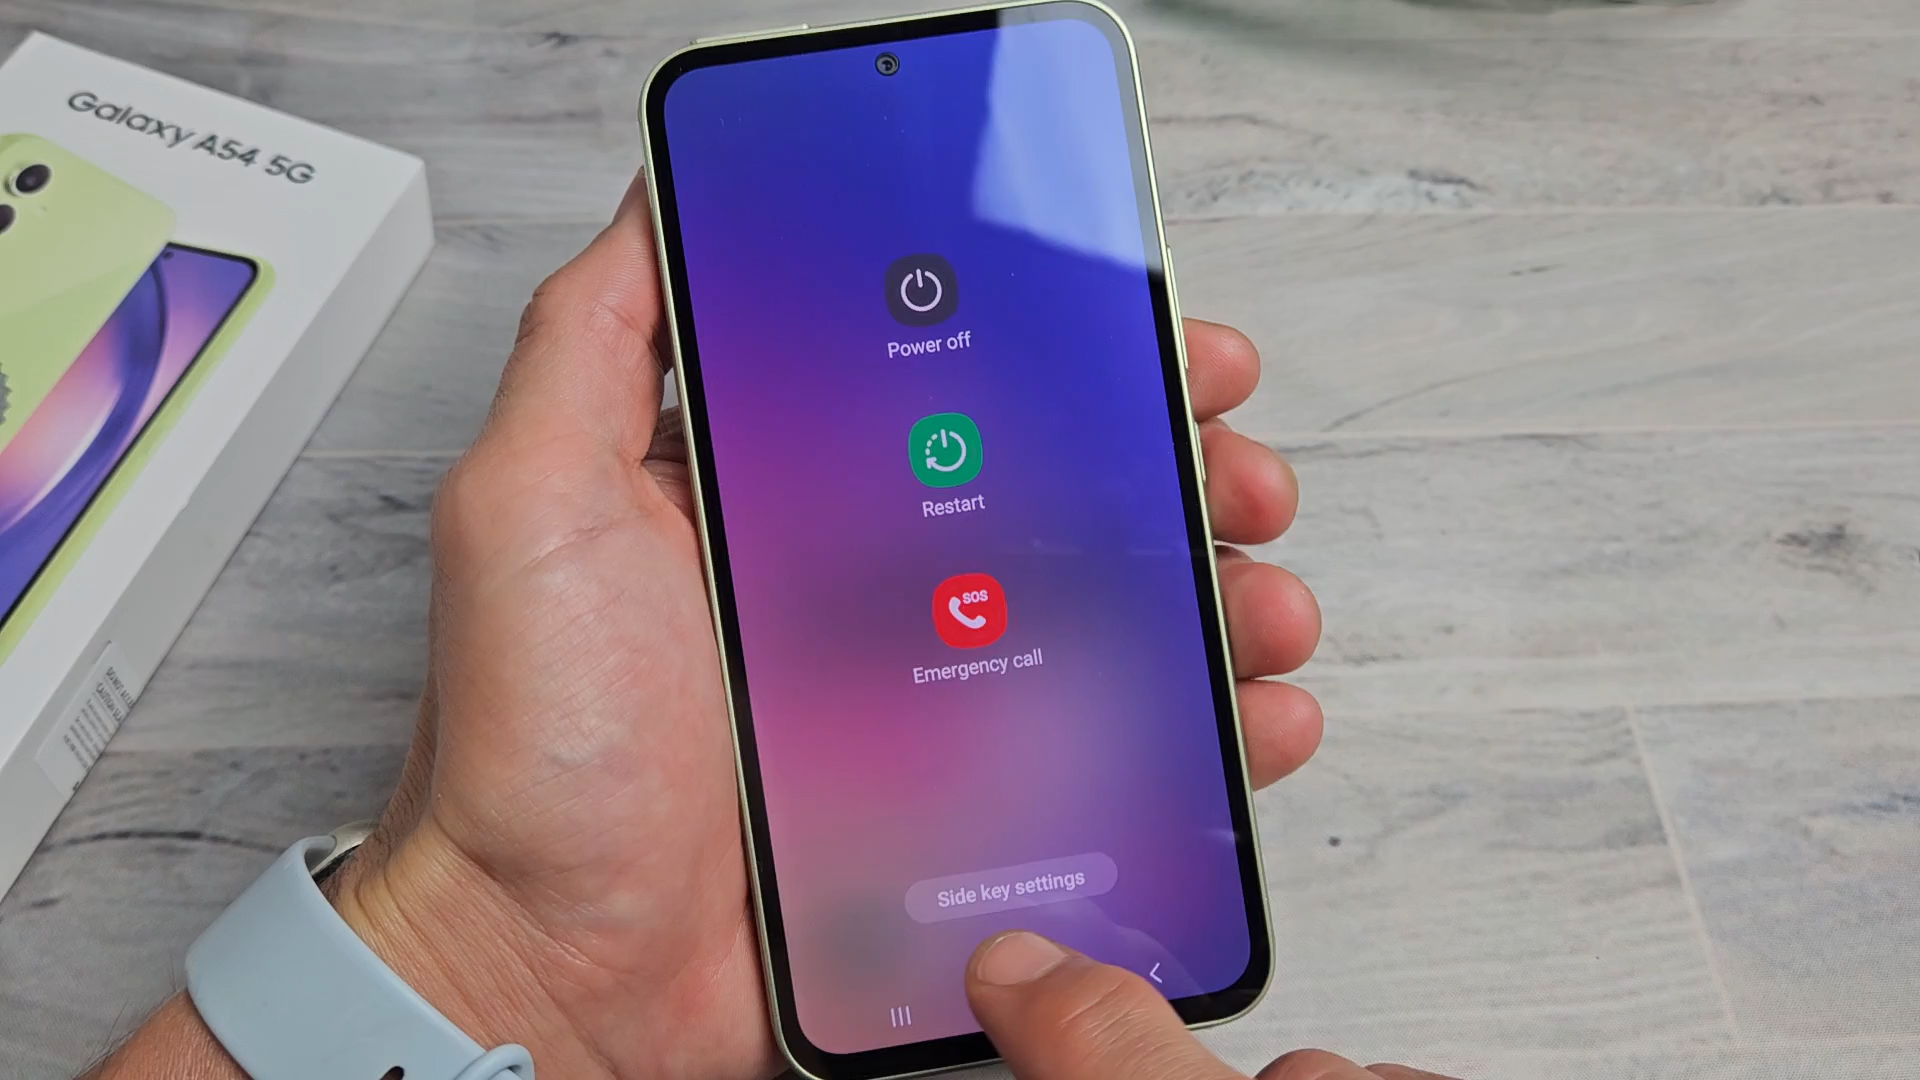 Galaxy A54 5G
Power off
Restart
SOS
Emergency call
Side key settings